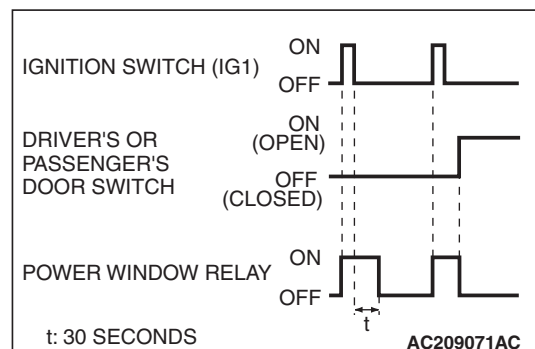 IGNITION SWITCH (IG1)
ON
OFF
DRIVER'S OR
PASSENGER'S
DOOR SWITCH
ON
(OPEN)
OFF
(CLOSED)
POWER WINDOW RELAY
ON
OFF
t
t: 30 SECONDS
AC209071AC